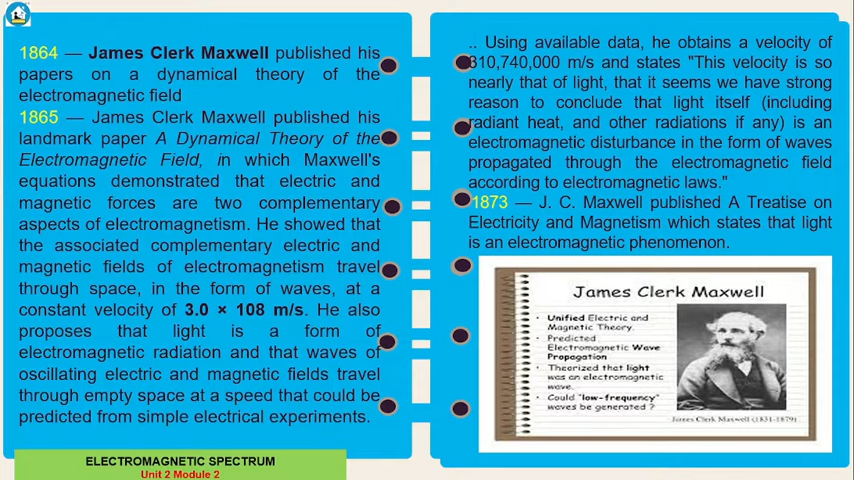 1864 — James Clerk Maxwell published his
papers on a dynamical theory of the
electromagnetic field
1865 — James Clerk Maxwell published his
landmark paper A Dynamical Theory of the
Electromagnetic Field, in which Maxwell's
equations demonstrated that electric and
magnetic forces are two complementary
aspects of electromagnetism. He showed that
the associated complementary electric and
magnetic fields of electromagnetism travel
through space, in the form of waves, at a
constant velocity of 3.0 × 108 m/s. He also
proposes that light is a form of
electromagnetic radiation and that waves of
oscillating electric and magnetic fields travel
through empty space at a speed that could be
predicted from simple electrical experiments.
.. Using available data, he obtains a velocity of
310,740,000 m/s and states "This velocity is so
nearly that of light, that it seems we have strong
reason to conclude that light itself (including
radiant heat, and other radiations if any) is an
electromagnetic disturbance in the form of waves
propagated through the electromagnetic field
according to electromagnetic laws."
1873 — J. C. Maxwell published A Treatise on
Electricity and Magnetism which states that light
is an electromagnetic phenomenon.
James Clerk Maxwell
• Unified Electric and
Magnetic Theory.
• Predicted
Electromagnetic Wave
Propagation
• Theorized that light
was an electromagnetic
wave.
• Could "low-frequency"
waves be generated ?
James Clerk Maxwell (1831-1879)
ELECTROMAGNETIC SPECTRUM
Unit 2 Module 2